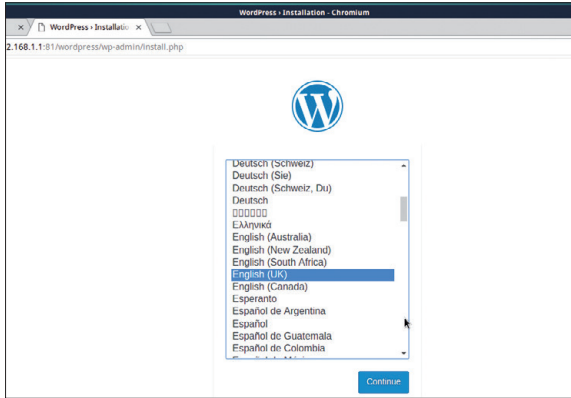 WordPress › Installation - Chromium
WordPress › Installatio
2.168.1.1:81/wordpress/wp-admin/install.php
Deutsch (Schweiz)
Deutsch (Sie)
Deutsch (Schweiz, Du)
Deutsch
Ελληνικά
English (Australia)
English (New Zealand)
English (South Africa)
English (UK)
English (Canada)
Esperanto
Español de Argentina
Español
Español de Guatemala
Español de Colombia
Continue